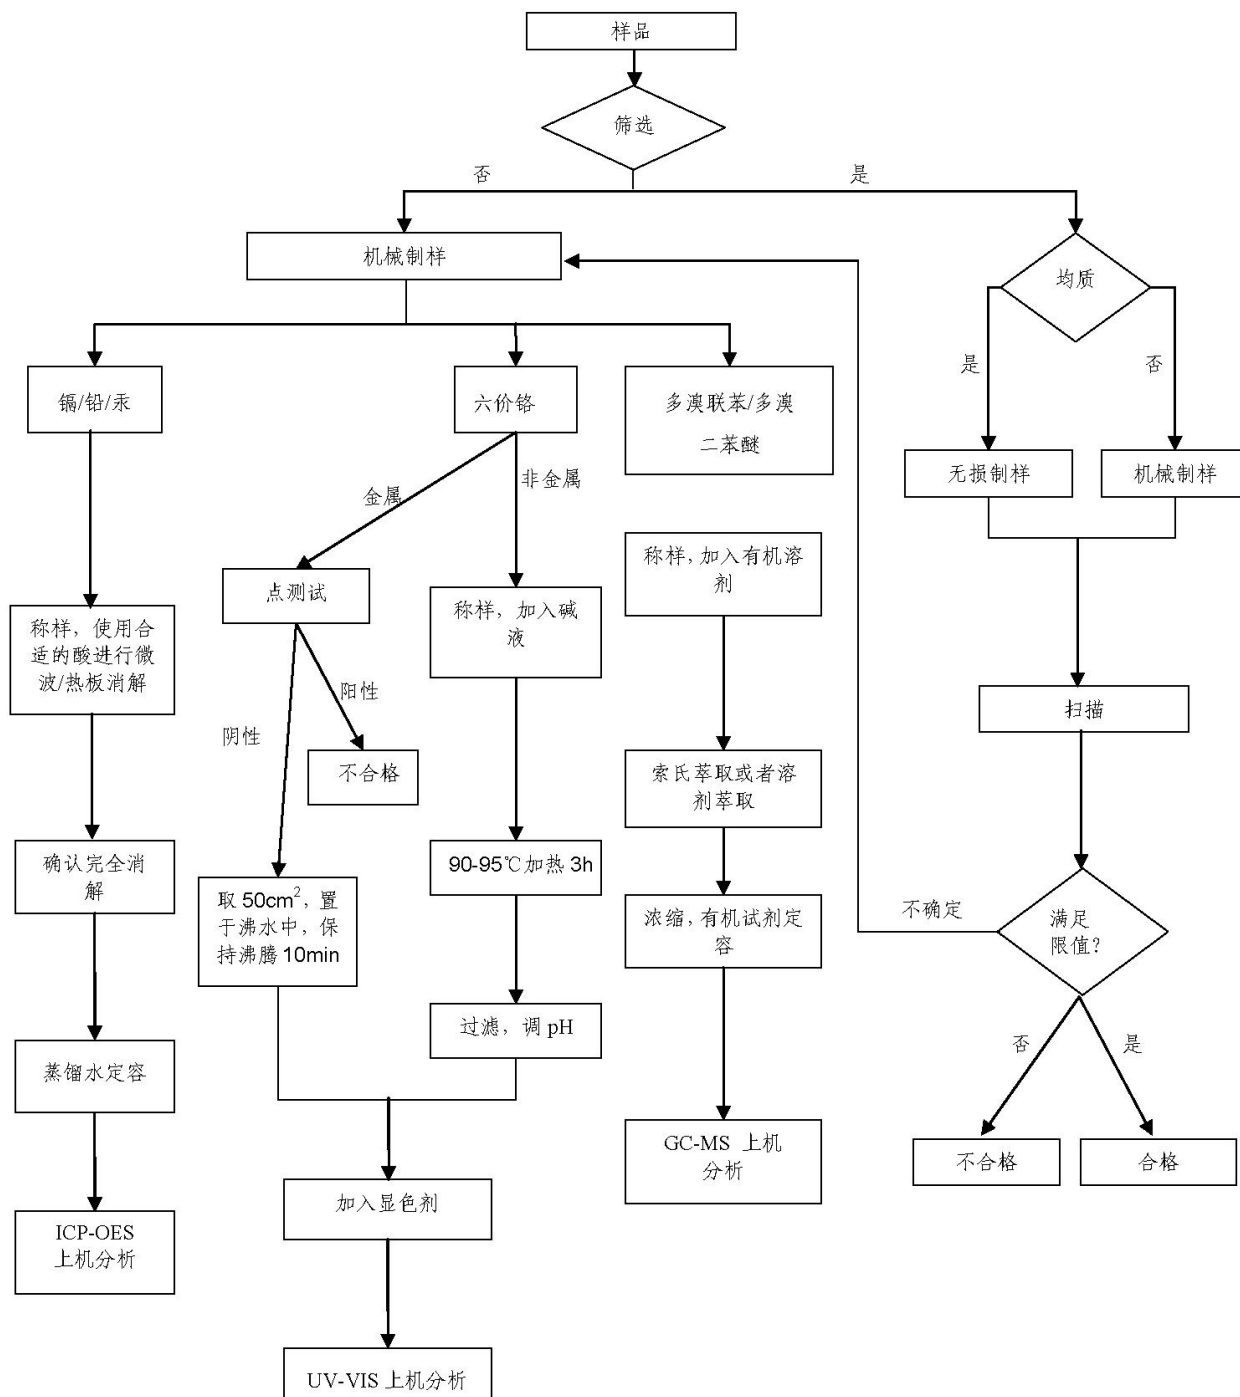 样品
筛选
否
是
机械制样
均质
是
否
镉/铅/汞
六价铬
多溴联苯/多溴
二苯醚
无损制样
机械制样
金属
非金属
点测试
称样，加入有机溶
剂
称样，使用合
适的酸进行微
波/热板消解
称样，加入碱
液
阳性
阴性
不合格
扫描
索氏萃取或者溶
剂萃取
确认完全消
解
90-95℃加热 3h
取 50cm²，置
于沸水中，保
持沸腾 10min
浓缩，有机试剂定
容
不确定
满足
限值？
过滤，调 pH
蒸馏水定容
否
是
GC-MS 上机
分析
不合格
合格
加入显色剂
ICP-OES
上机分析
UV-VIS 上机分析